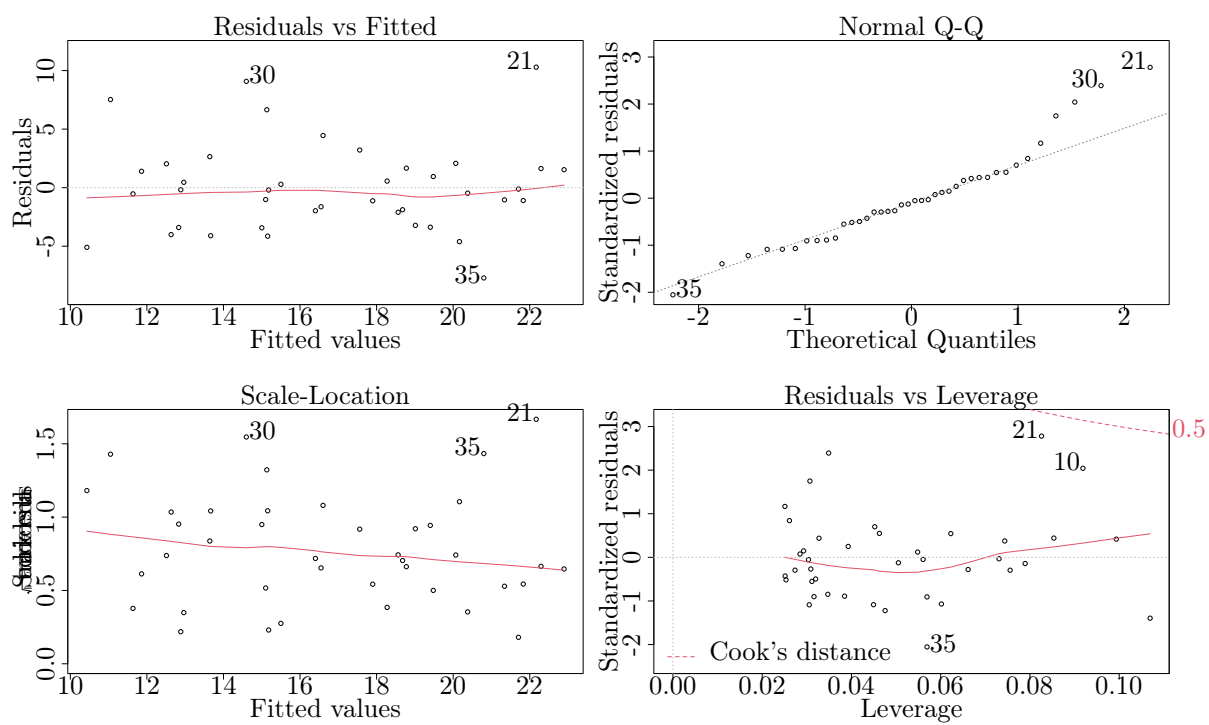 Residuals vs Fitted
Residuals
10
5
0
-5
30
21
35
10 12 14 16 18 20 22
Fitted values
Normal Q-Q
Standardized residuals
3
2
1
0
-1
-2
21
30
35
-2 -1 0 1 2
Theoretical Quantiles
Scale-Location
1.5
1.0
0.5
0.0
30
21
35
10 12 14 16 18 20 22
Fitted values
Residuals vs Leverage
Standardized residuals
3
2
1
0
-1
-2
21
10
35
0.5
Cook's distance
0.00 0.02 0.04 0.06 0.08 0.10
Leverage